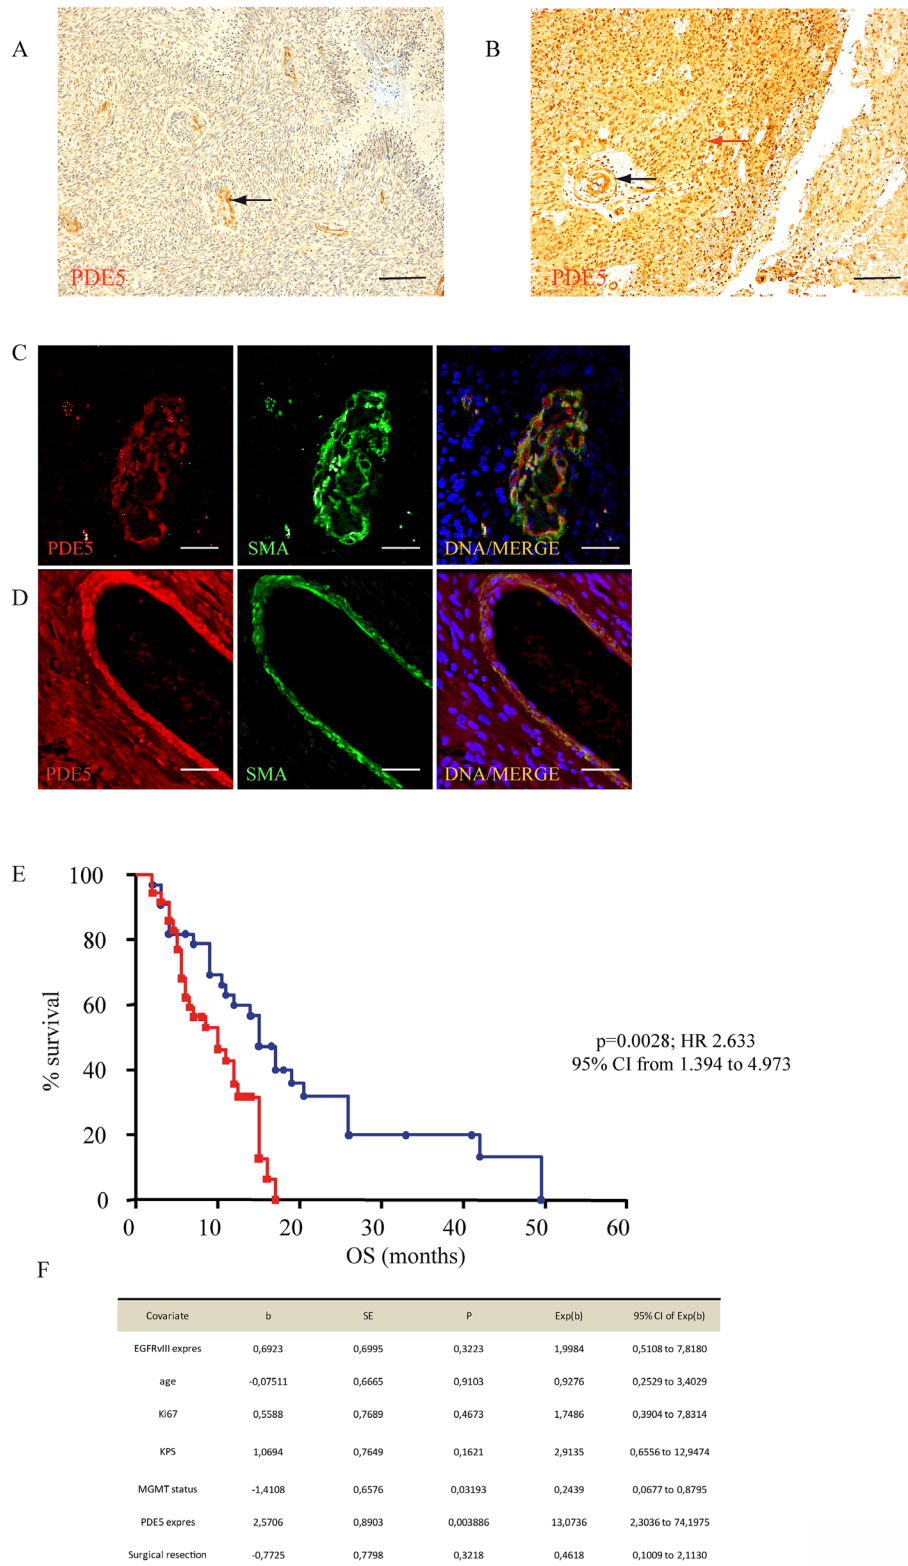 A
B
PDE5
PDE5
C
PDE5
SMA
DNA/MERGE
D
PDE5
SMA
DNA/MERGE
E
100
80
60
40
20
0
% survival
0 10 20 30 40 50 60
OS (months)
p=0.0028; HR 2.633
95% CI from 1.394 to 4.973
F
Covariate b SE P Exp(b) 95% CI of Exp(b)
EGFRvIII expres 0,6923 0,6995 0,3223 1,9984 0,5108 to 7,8180
age -0,07511 0,6665 0,9103 0,9276 0,2529 to 3,4029
Ki67 0,5588 0,7689 0,4673 1,7486 0,3904 to 7,8314
KPS 1,0694 0,7649 0,1621 2,9135 0,6556 to 12,9474
MGMT status -1,4108 0,6576 0,03193 0,2439 0,0677 to 0,8795
PDE5 expres 2,5706 0,8903 0,003886 13,0736 2,3036 to 74,1975
Surgical resection -0,7725 0,7798 0,3218 0,4618 0,1009 to 2,1130